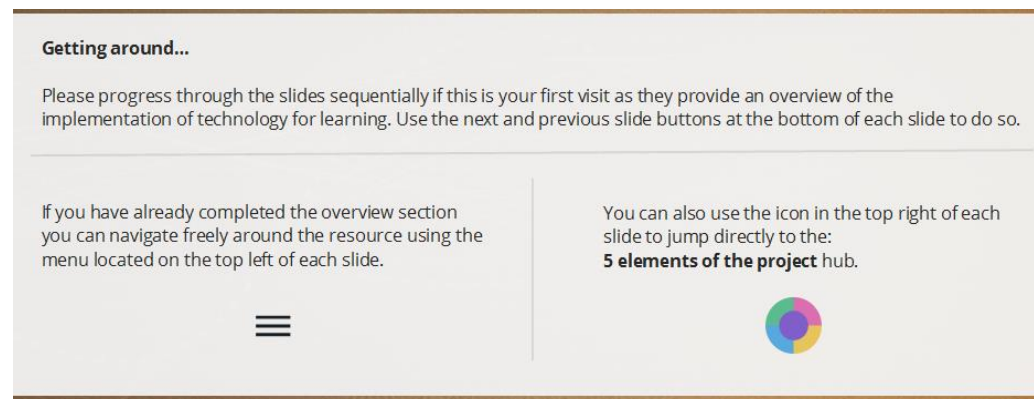 Getting around...
Please progress through the slides sequentially if this is your first visit as they provide an overview of the
implementation of technology for learning. Use the next and previous slide buttons at the bottom of each slide to do so.
If you have already completed the overview section
you can navigate freely around the resource using the
menu located on the top left of each slide.
You can also use the icon in the top right of each
slide to jump directly to the:
5 elements of the project hub.